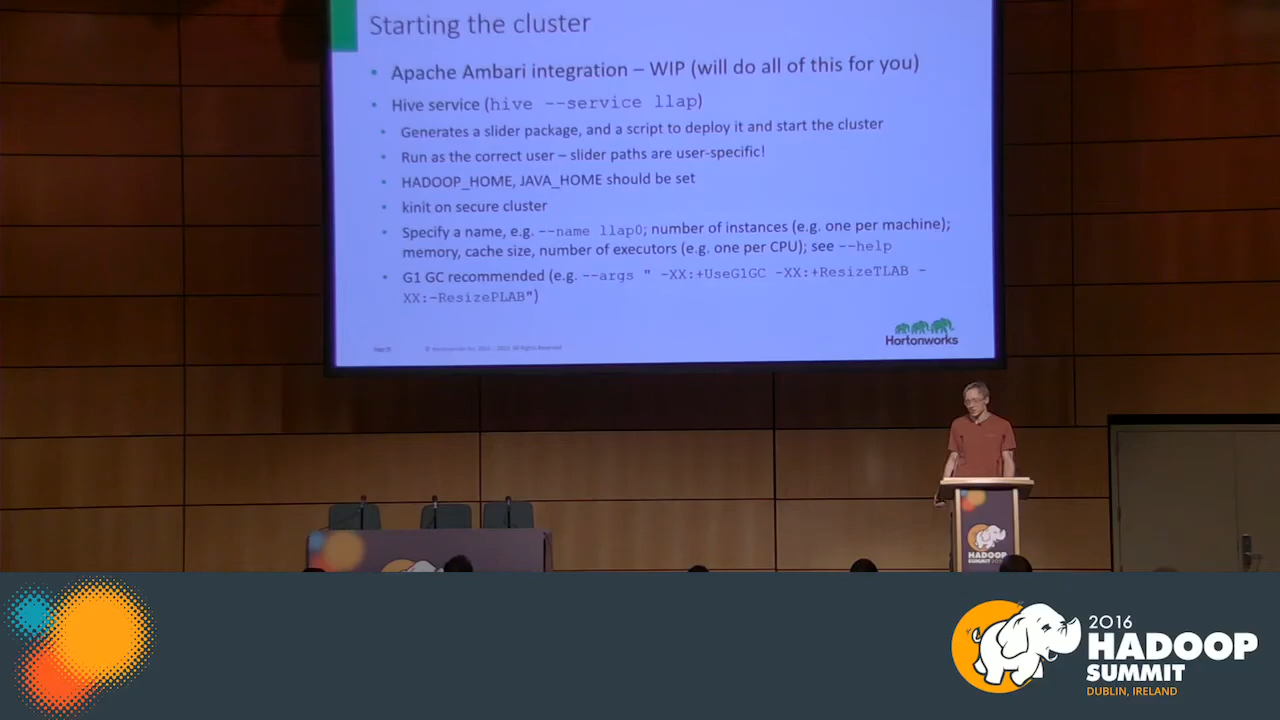 Starting the cluster
• Apache Ambari integration – WIP (will do all of this for you)
• Hive service (hive --service llap)
• Generates a slider package, and a script to deploy it and start the cluster
• Run as the correct user – slider paths are user-specific!
• HADOOP_HOME, JAVA_HOME should be set
• kinit on secure cluster
• Specify a name, e.g. --name llap0; number of instances (e.g. one per machine);
memory, cache size, number of executors (e.g. one per CPU); see --help
• G1 GC recommended (e.g. --args " -XX:+UseG1GC -XX:+ResizeTLAB -
XX:-ResizePLAB")
Hortonworks
All Rights Reserved
HADOOP
SUMMIT
2016
HADOOP
SUMMIT
DUBLIN, IRELAND